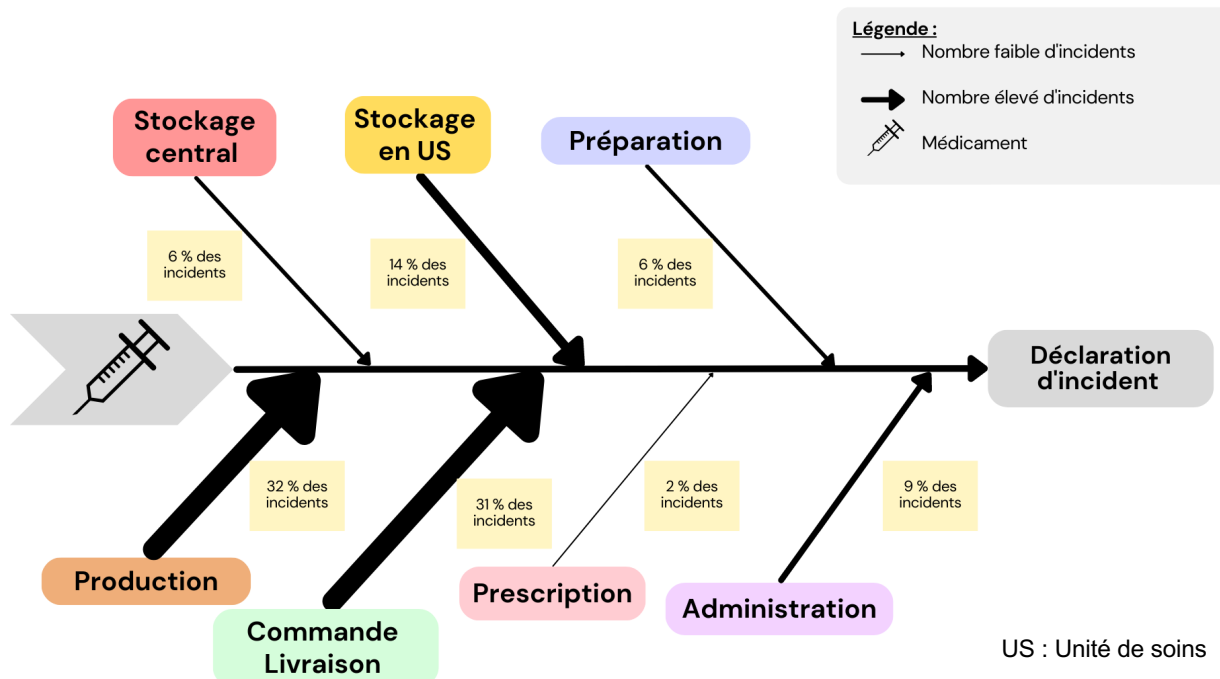 Légende :
Nombre faible d'incidents
Nombre élevé d'incidents
Médicament
Stockage
central
Stockage
en US
Préparation
6 % des
incidents
14 % des
incidents
6 % des
incidents
Déclaration
d'incident
32 % des
incidents
31 % des
incidents
2 % des
incidents
9 % des
incidents
Production
Commande
Livraison
Prescription
Administration
US : Unité de soins